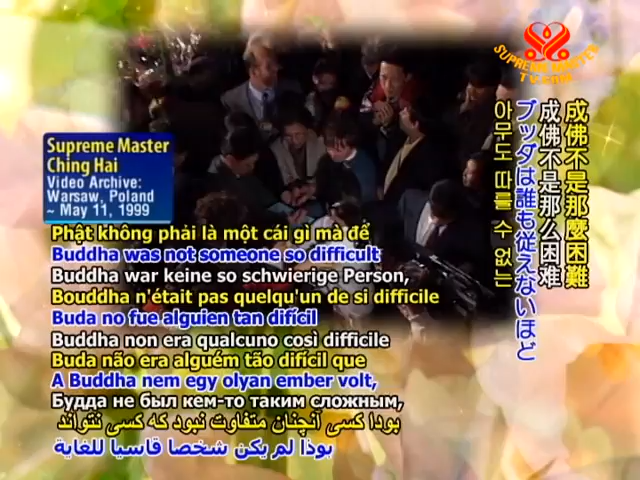 SUPREME MASTER
TV.COM
Supreme Master
Ching Hai
Video Archive:
Warsaw, Poland
~ May 11, 1999
Phật không phải là một cái gì mà để
Buddha was not someone so difficult
Buddha war keine so schwierige Person,
Bouddha n'était pas quelqu'un de si difficile
Buda no fue alguien tan difícil
Buddha non era qualcuno così difficile
Buda não era alguém tão difícil que
A Buddha nem egy olyan ember volt,
Будда не был кем-то таким сложным,
بودا کسی آنچنان متفاوت نبود که کسی نتواند
بوذا لم يكن شخصا قاسيا للغاية
成佛不是那麼困難
成佛不是那么困难
ブッダは誰も従えないほど
아무도 따를 수 없는